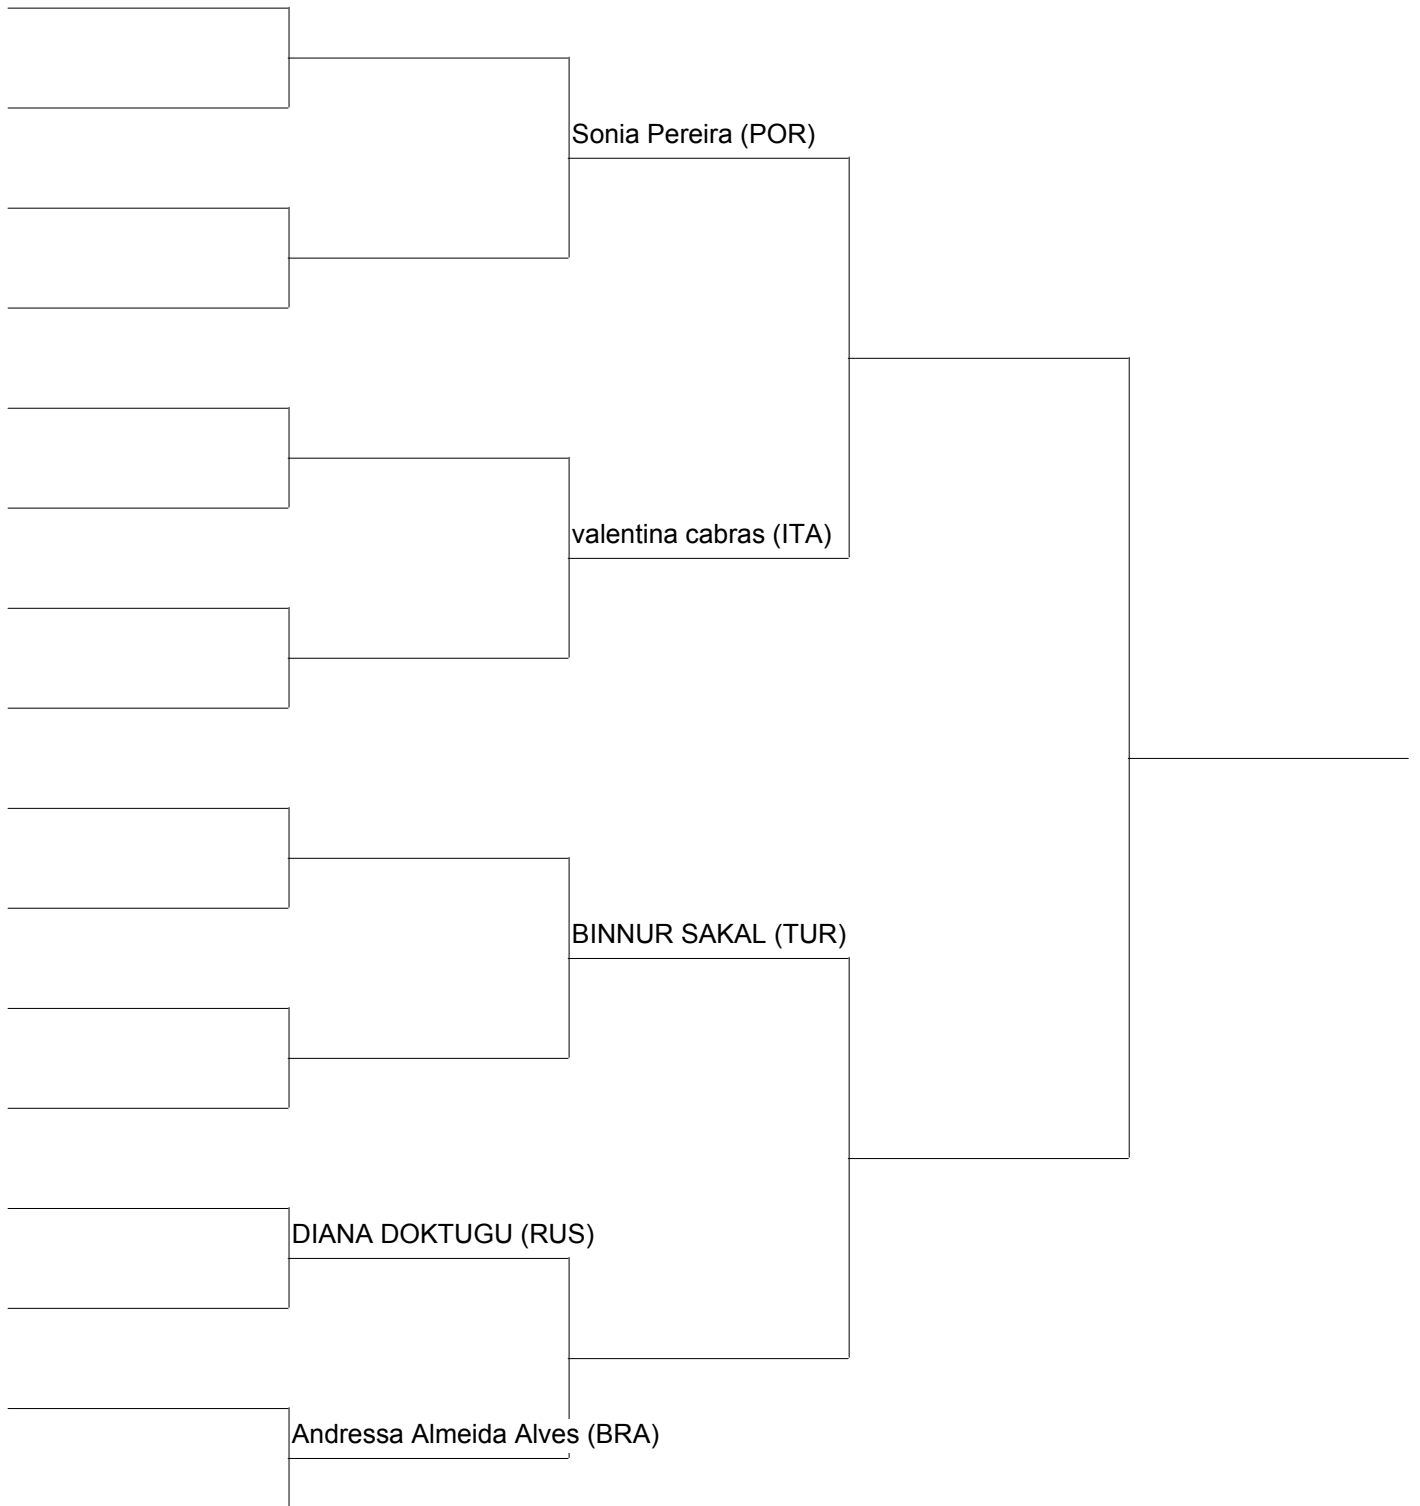 Sonia Pereira (POR)
valentina cabras (ITA)
BINNUR SAKAL (TUR)
DIANA DOKTUGU (RUS)
Andressa Almeida Alves (BRA)